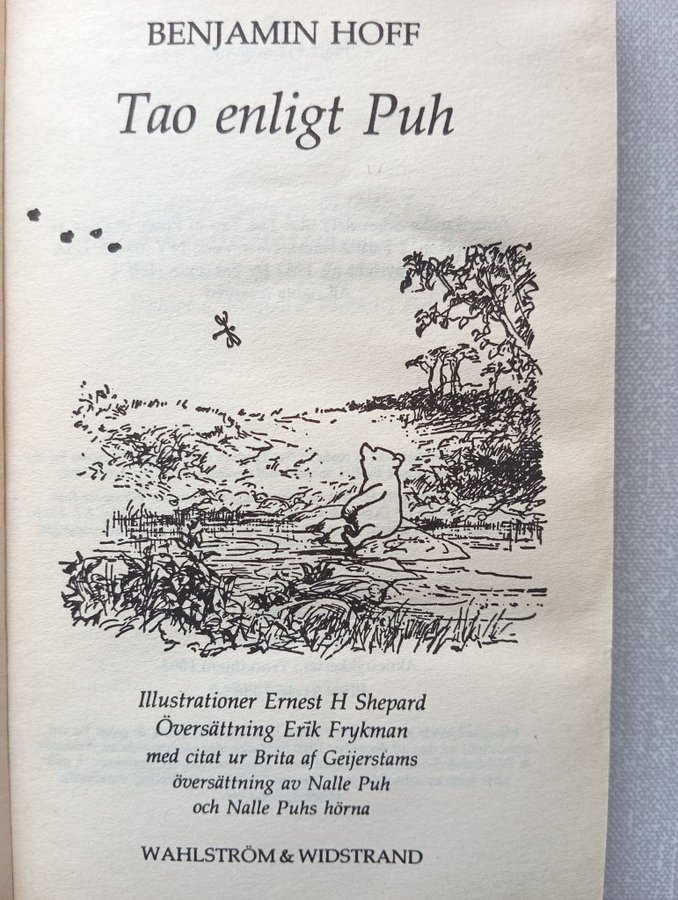 BENJAMIN HOFF
Tao enligt Puh
Illustrationer Ernest H Shepard
Översättning Erik Frykman
med citat ur Brita af Geijerstams
översättning av Nalle Puh
och Nalle Puhs hörna
WAHLSTRÖM & WIDSTRAND